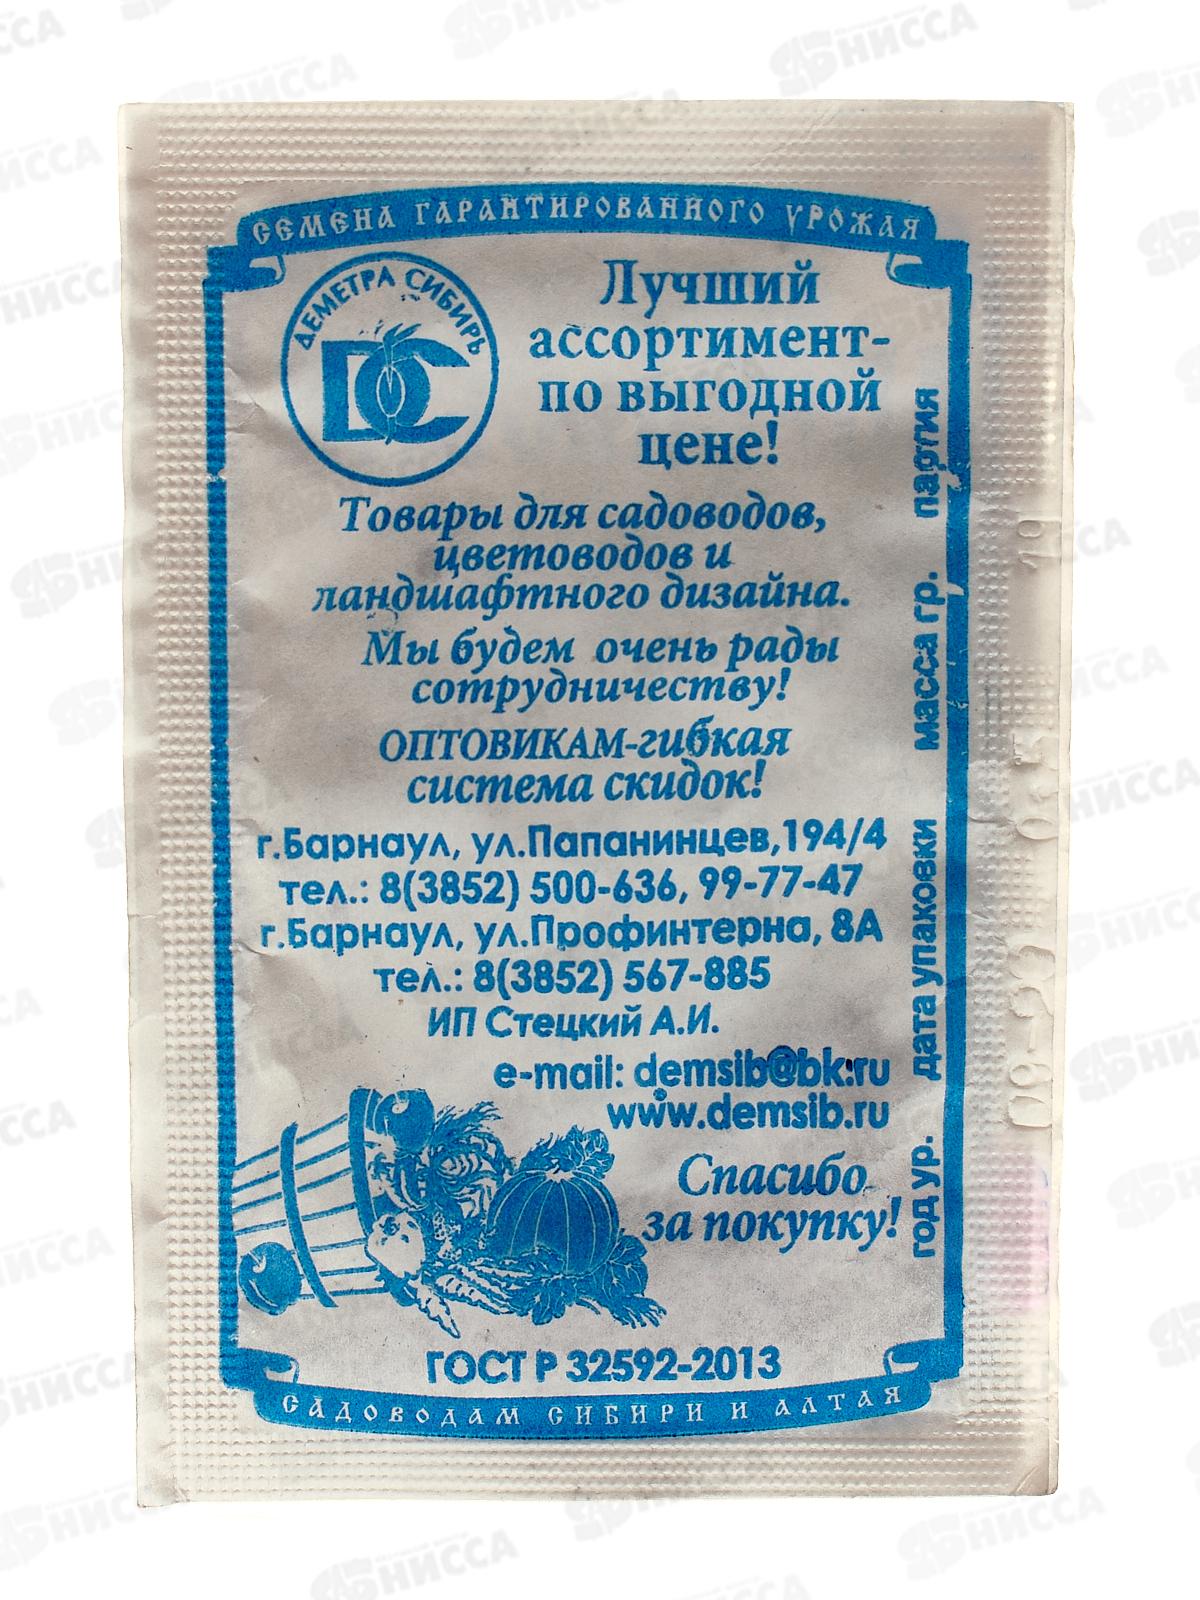 СЕМЕНА ГАРАНТИРОВАННОГО УРОЖАЯ
ДЕМЕТРА СИБИРЬ
DC
Лучший
ассортимент-
по выгодной
цене!
Товары для садоводов,
цветоводов и
ландшафтного дизайна.
Мы будем очень рады
сотрудничеству!
ОПТОВИКАМ-гибкая
система скидок!
г.Барнаул, ул.Папанинцев,194/4
тел.: 8(3852) 500-636, 99-77-47
г.Барнаул, ул.Профинтерна, 8А
тел.: 8(3852) 567-885
ИП Стецкий А.И.
e-mail: demsib@bk.ru
www.demsib.ru
Спасибо
за покупку!
год ур. дата упаковки масса гр. партия
ГОСТ Р 32592-2013
САДОВОДАМ СИБИРИ И АЛТАЯ